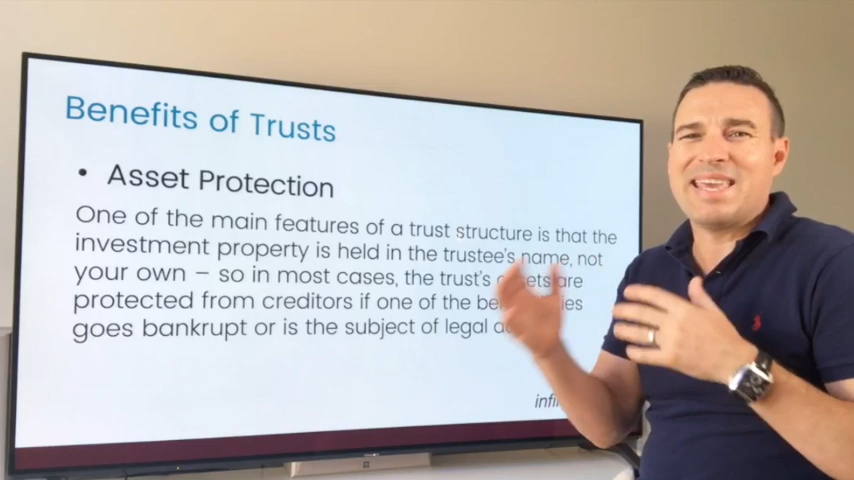 Benefits of Trusts
• Asset Protection
One of the main features of a trust structure is that the
investment property is held in the trustee's name, not
your own – so in most cases, the trust's are
protected from creditors if one of the
goes bankrupt or is the subject of legal